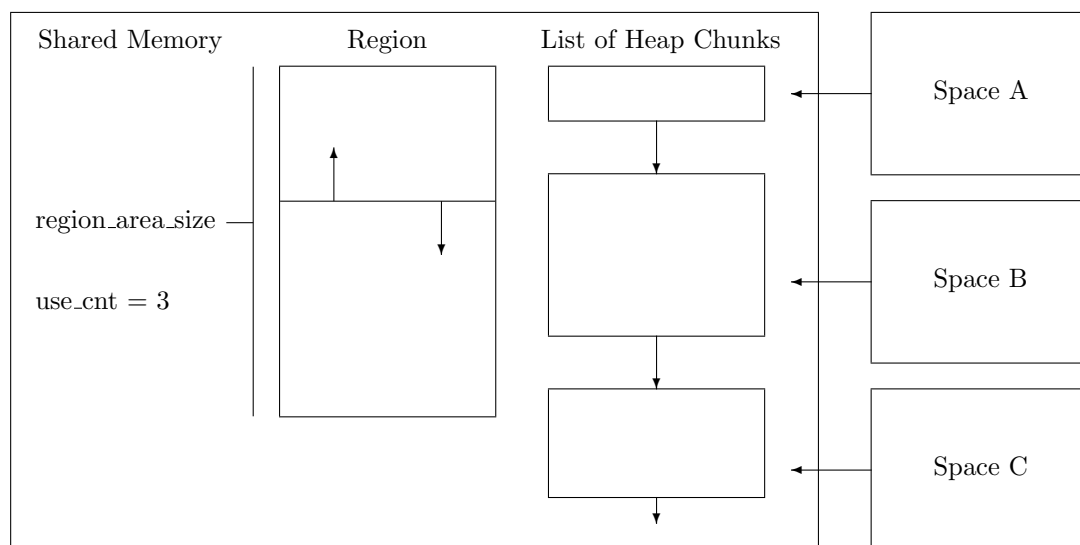 Shared Memory
Region
List of Heap Chunks
Space A
region_area_size
Space B
use_cnt = 3
Space C